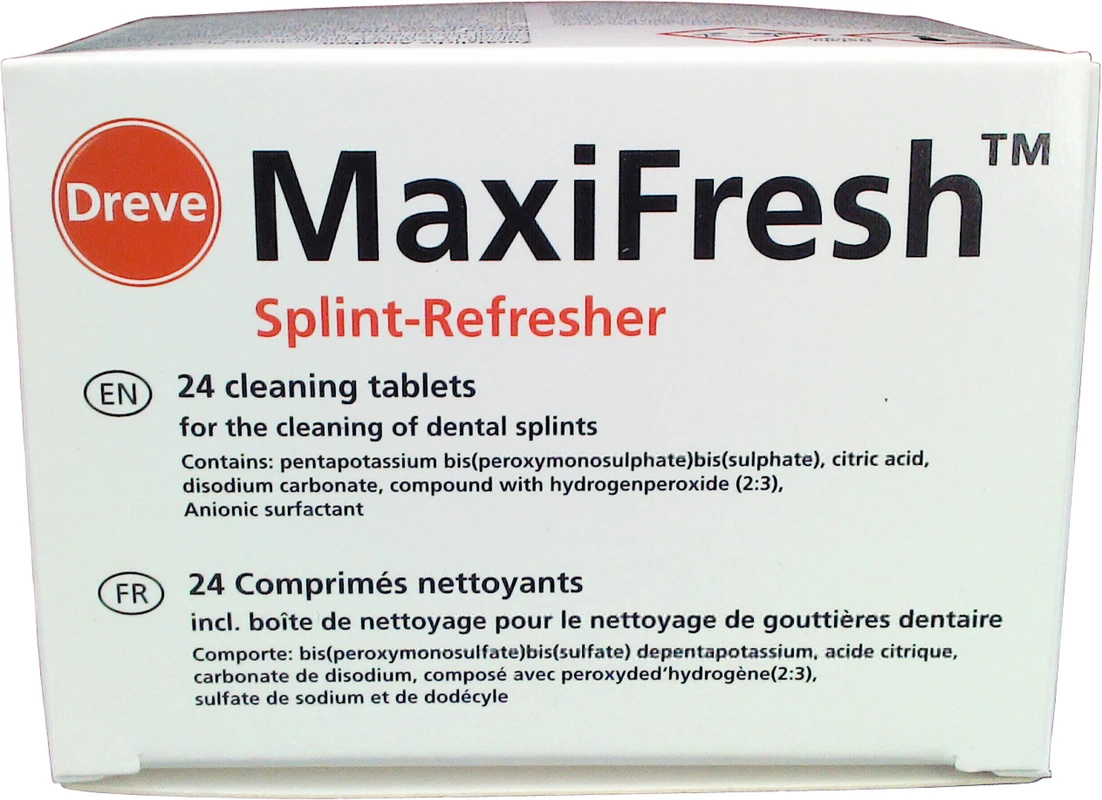 Dreve
MaxiFresh™
Splint-Refresher
EN
24 cleaning tablets
for the cleaning of dental splints
Contains: pentapotassium bis(peroxymonosulphate)bis(sulphate), citric acid,
disodium carbonate, compound with hydrogenperoxide (2:3),
Anionic surfactant
FR
24 Comprimés nettoyants
incl. boîte de nettoyage pour le nettoyage de gouttières dentaire
Comporte: bis(peroxymonosulfate)bis(sulfate) depentapotassium, acide citrique,
carbonate de disodium, composé avec peroxyded'hydrogène(2:3),
sulfate de sodium et de dodécyle